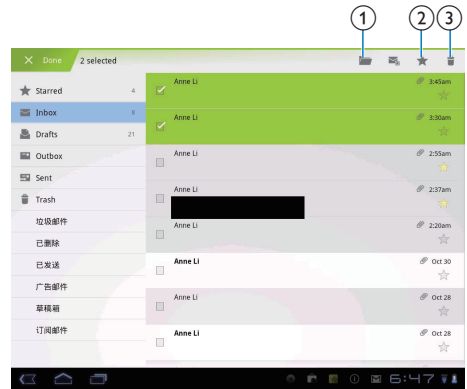 1 2 3
Done 2 selected
Starred 4
Inbox 8
Drafts 21
Outbox
Sent
Trash
垃圾邮件
已删除
已发送
广告邮件
草稿箱
订阅邮件
Anne Li 3:45am
Anne Li 3:30am
Anne Li 2:55am
Anne Li 2:37am
Anne Li 2:20am
Anne Li Oct 30
Anne Li Oct 28
Anne Li Oct 28
6:47